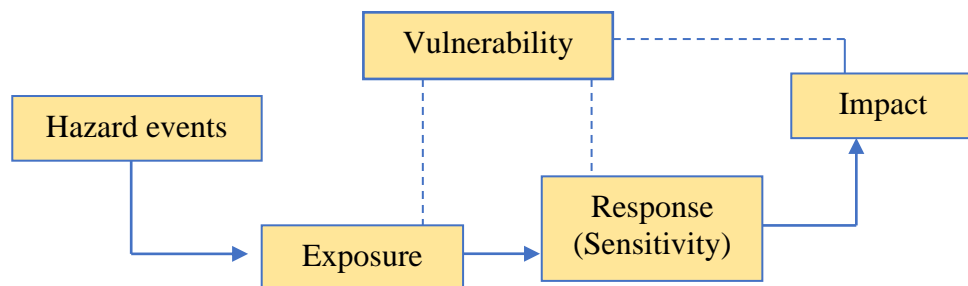 Vulnerability
Impact
Hazard events
Response
(Sensitivity)
Exposure